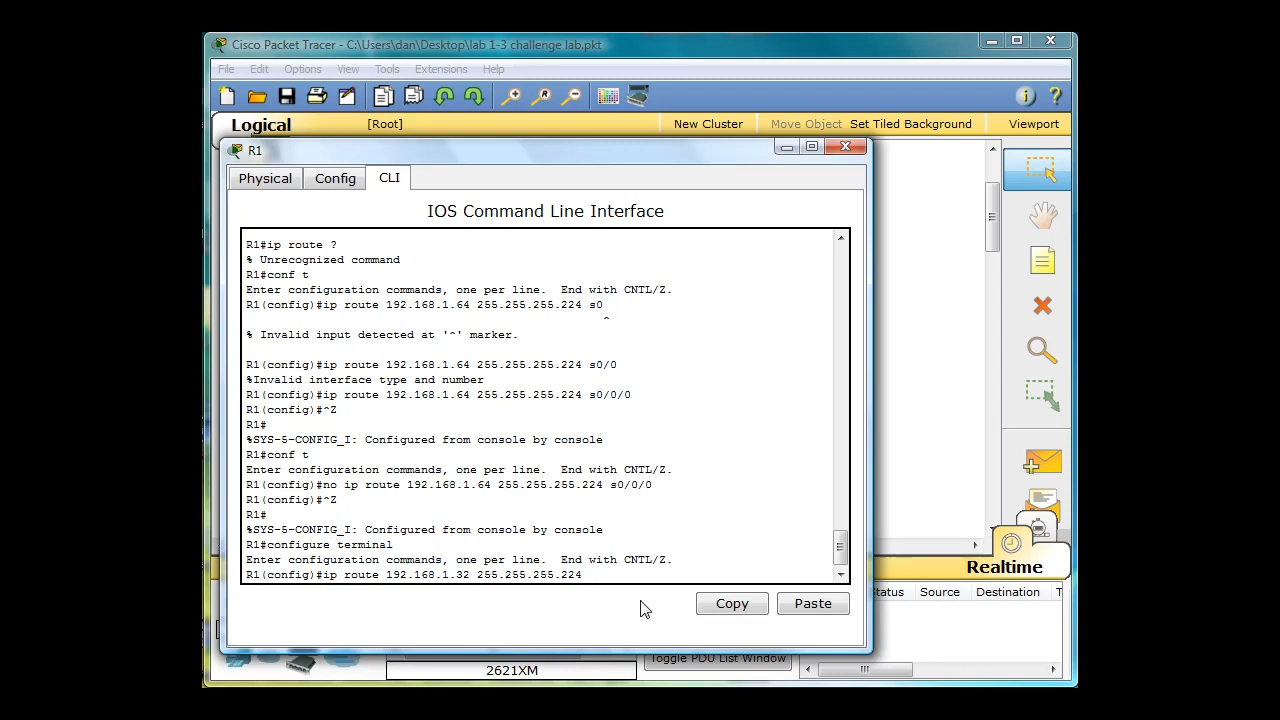 Cisco Packet Tracer - C:\Users\dan\Desktop\lab 1-3 challenge lab.pkt
File Edit Options View Tools Extensions Help
Logical [Root] New Cluster Move Object Set Tiled Background Viewport
R1
Physical Config CLI
IOS Command Line Interface
R1#ip route ?
% Unrecognized command
R1#conf t
Enter configuration commands, one per line.  End with CNTL/Z.
R1(config)#ip route 192.168.1.64 255.255.255.224 s0
^
% Invalid input detected at '^' marker.
R1(config)#ip route 192.168.1.64 255.255.255.224 s0/0
%Invalid interface type and number
R1(config)#ip route 192.168.1.64 255.255.255.224 s0/0/0
R1(config)#^Z
R1#
%SYS-5-CONFIG_I: Configured from console by console
R1#conf t
Enter configuration commands, one per line.  End with CNTL/Z.
R1(config)#no ip route 192.168.1.64 255.255.255.224 s0/0/0
R1(config)#^Z
R1#
%SYS-5-CONFIG_I: Configured from console by console
R1#configure terminal
Enter configuration commands, one per line.  End with CNTL/Z.
R1(config)#ip route 192.168.1.32 255.255.255.224
Copy Paste
Realtime
Source Destination
2621XM
Toggle PDU List Window